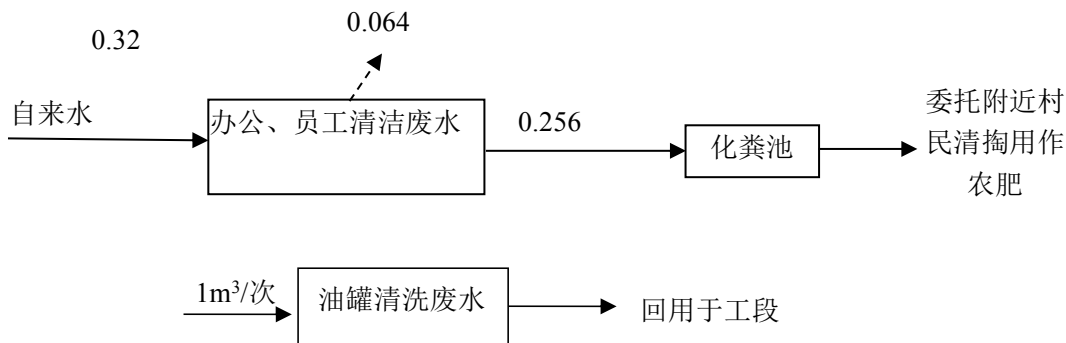 0.064
0.32
自来水
办公、员工清洁废水
0.256
化粪池
委托附近村
民清掏用作
农肥
1m³/次
油罐清洗废水
回用于工段